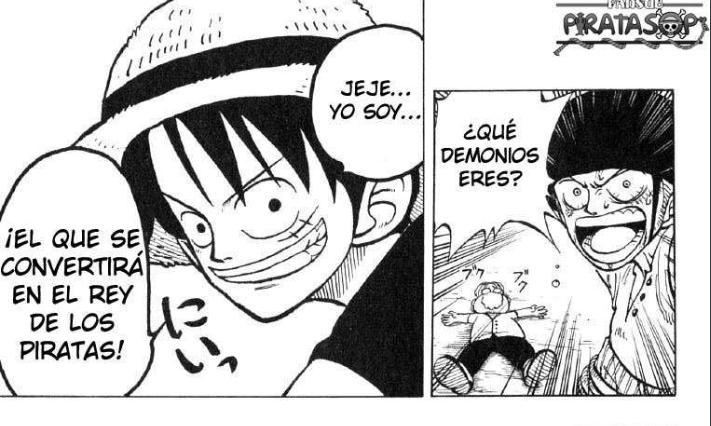 PIRATASOP
¿QUÉ
DEMONIOS
ERES?
ブク
ブク
JEJE...
YO SOY...
¡EL QUE SE
CONVERTIRÁ
EN EL REY
DE LOS
PIRATAS!
にいっ